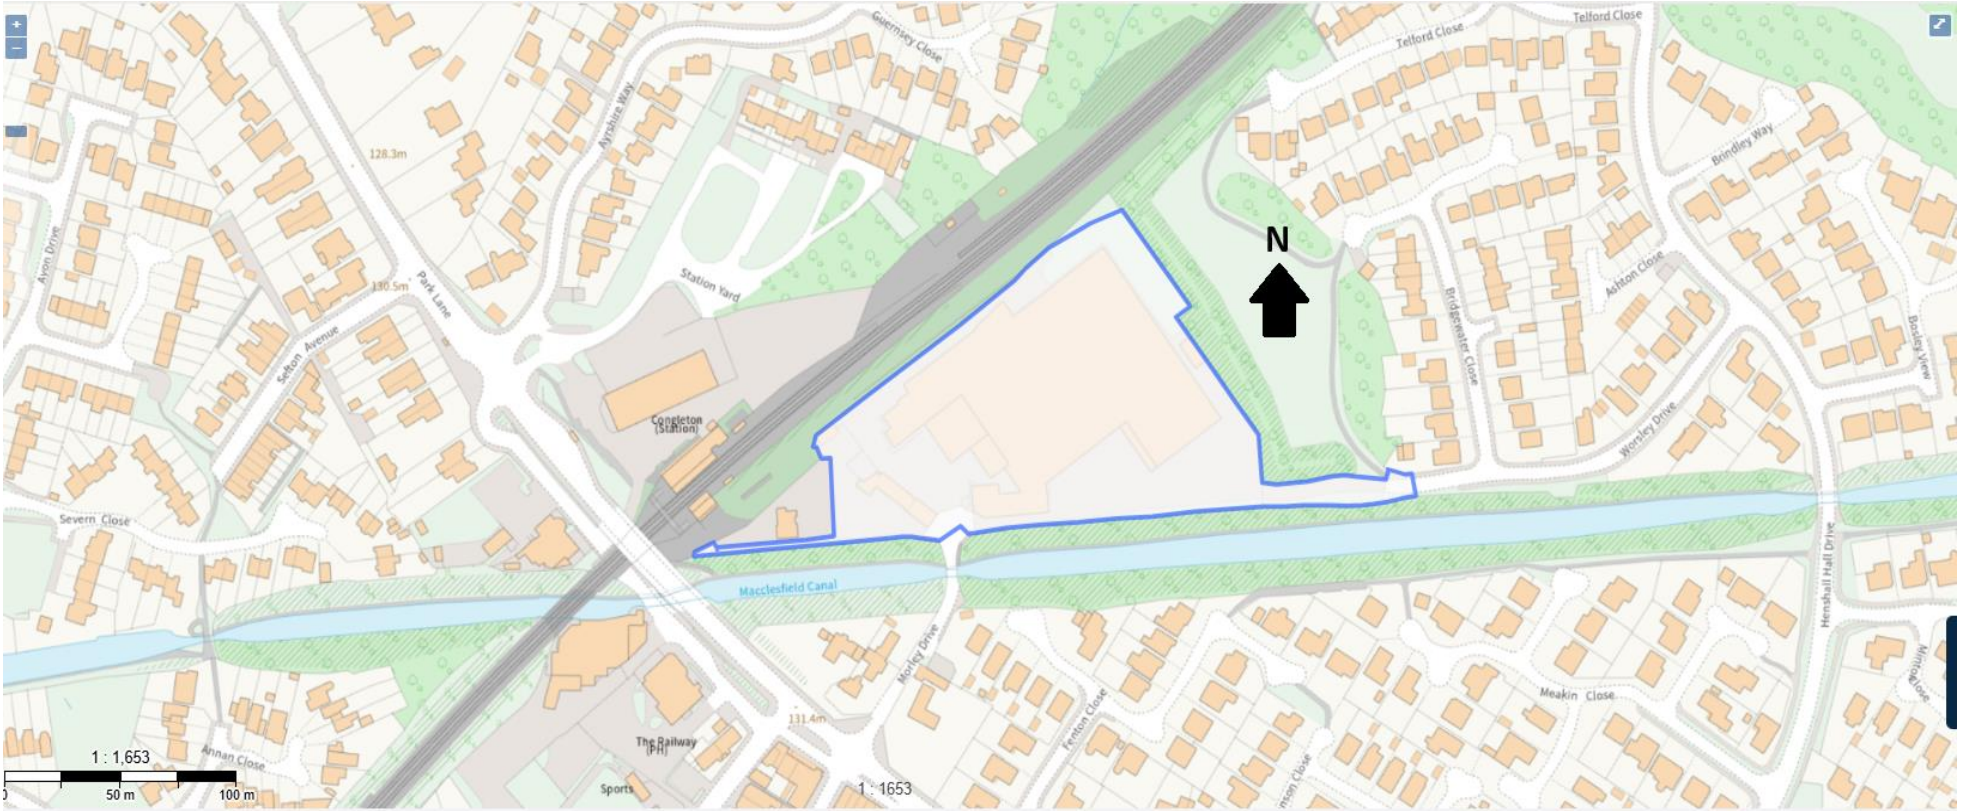 +
−
Guernsey Close
Telford Close
Telford Close
Ayrshire Way
128.3m
Brindley Way
N
Avon Drive
Park Lane
130.5m
Station Yard
Ashton Close
Bridgewater Close
Bosley View
Sefton Avenue
Congleton
(Station)
Worsley Drive
Severn Close
Macclesfield Canal
Henshall Hall Drive
Morley Drive
Minton Close
Meakin Close
Fenton Close
131.4m
The Railway
(PH)
Annan Close
1 : 1,653
0 50 m 100 m
Sports
1 : 1653
nson Close